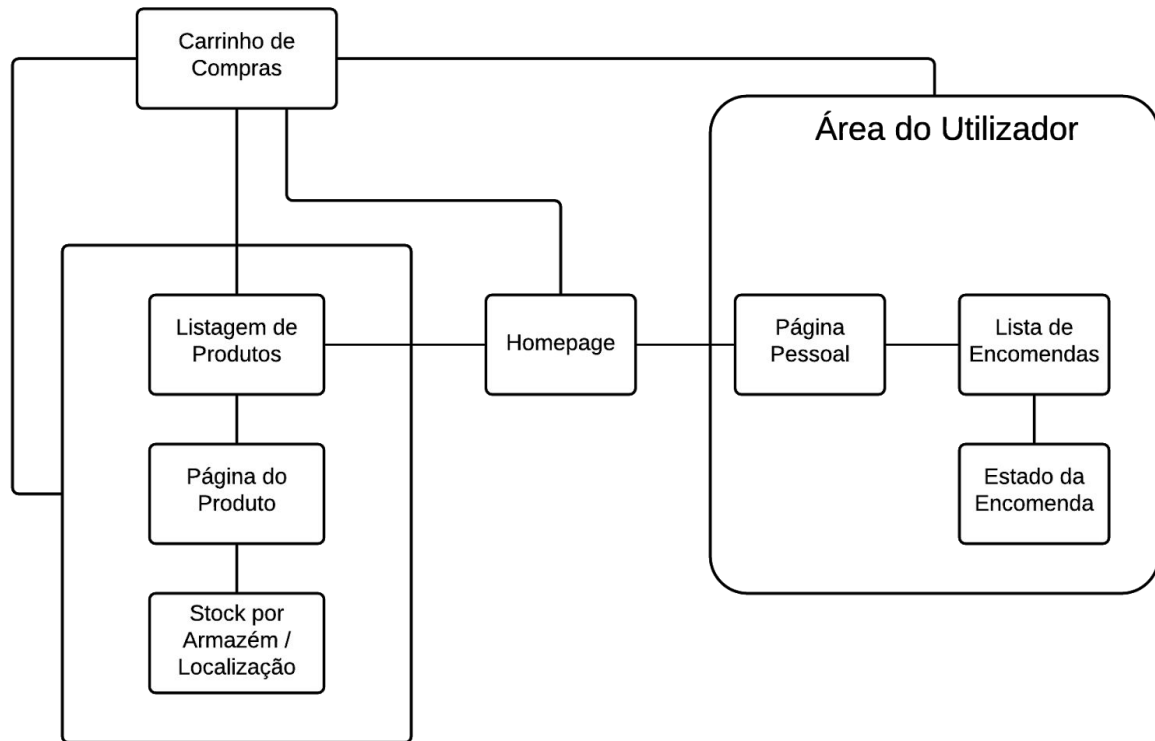 Carrinho de
Compras
Área do Utilizador
Listagem de
Produtos
Homepage
Página
Pessoal
Lista de
Encomendas
Página do
Produto
Estado da
Encomenda
Stock por
Armazém /
Localização